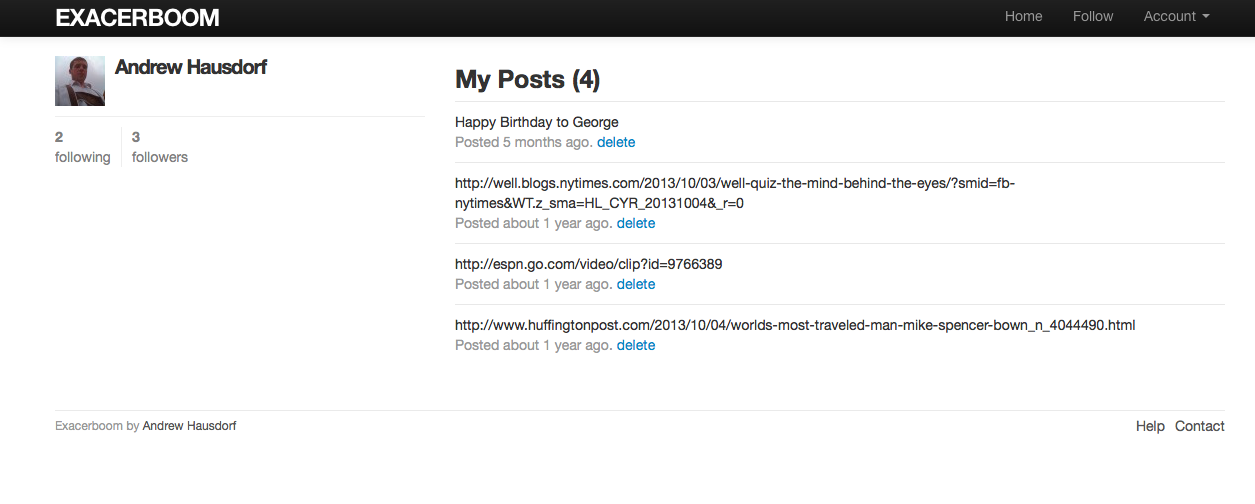 EXACERBOOM
Home Follow Account
Andrew Hausdorf
2 3
following followers
My Posts (4)
Happy Birthday to George
Posted 5 months ago. delete
http://well.blogs.nytimes.com/2013/10/03/well-quiz-the-mind-behind-the-eyes/?smid=fb-
nytimes&WT.z_sma=HL_CYR_20131004&_r=0
Posted about 1 year ago. delete
http://espn.go.com/video/clip?id=9766389
Posted about 1 year ago. delete
http://www.huffingtonpost.com/2013/10/04/worlds-most-traveled-man-mike-spencer-bown_n_4044490.html
Posted about 1 year ago. delete
Exacerboom by Andrew Hausdorf
Help Contact